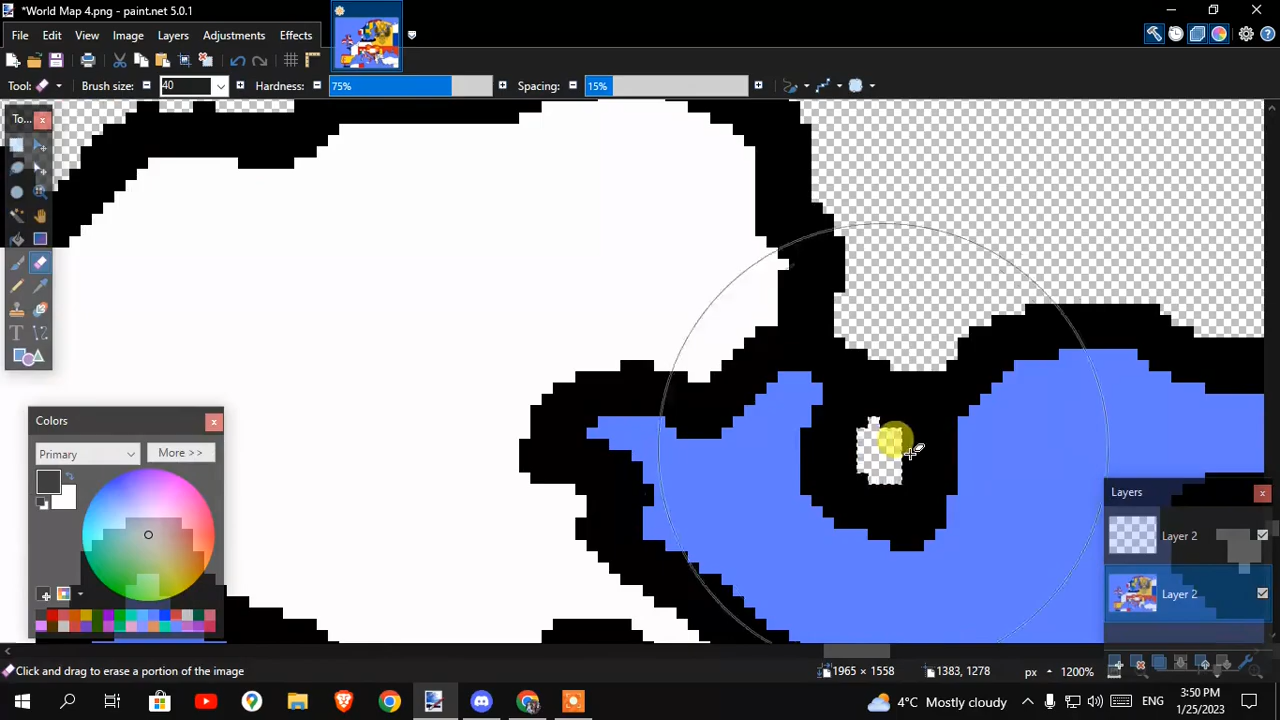 *World Map 4.png - paint.net 5.0.1
File Edit View Image Layers Adjustments Effects
Tool: Brush size: 40 Hardness: 75% Spacing: 15%
To...
Colors
Primary More >>
Layers
Layer 2
Layer 2
Click and drag to erase a portion of the image 1965 × 1558 1383, 1278 px 1200%
4°C Mostly cloudy ENG 3:50 PM
1/25/2023